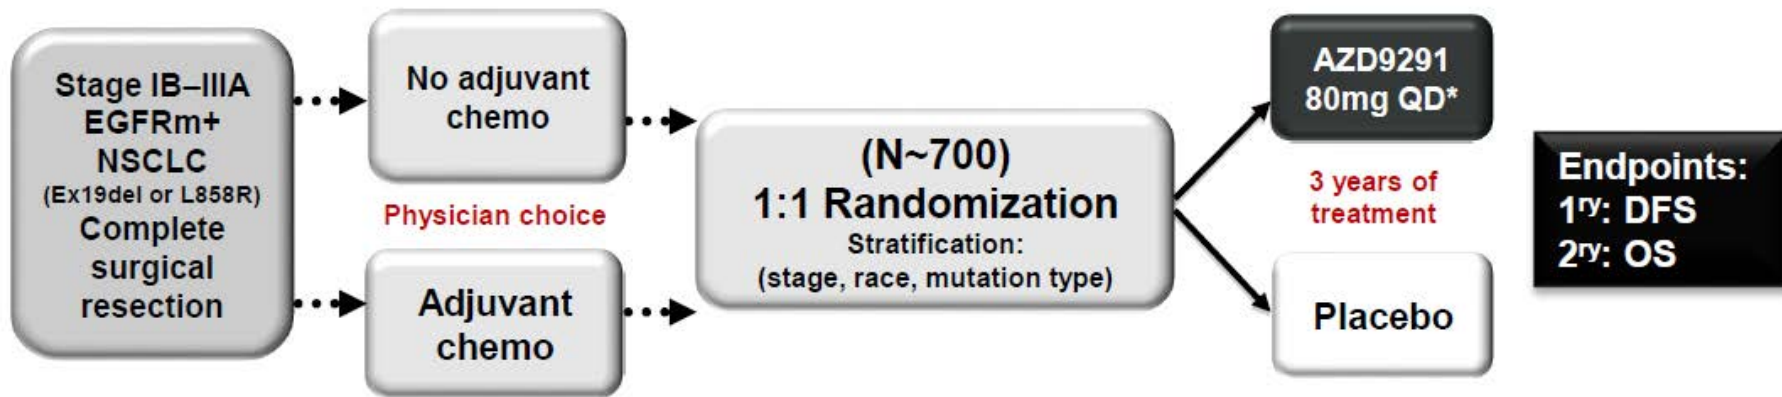 Stage IB–IIIA
EGFRm+
NSCLC
(Ex19del or L858R)
Complete
surgical
resection
No adjuvant
chemo
Physician choice
Adjuvant
chemo
(N~700)
1:1 Randomization
Stratification:
(stage, race, mutation type)
AZD9291
80mg QD*
3 years of
treatment
Placebo
Endpoints:
1ry: DFS
2ry: OS